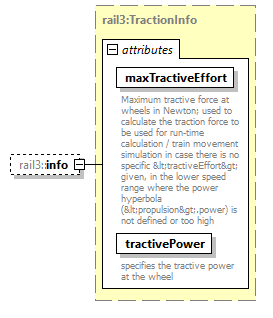 rail3:TractionInfo
attributes
maxTractiveEffort
Maximum tractive force at
wheels in Newton; used to
calculate the traction force to
be used for run-time
calculation / train movement
simulation in case there is no
specific &lt;tractiveEffort&gt;
given, in the lower speed
range where the power
hyperbola
(&lt;propulsion&gt;.power) is
not defined or too high
rail3:info
tractivePower
specifies the tractive power
at the wheel